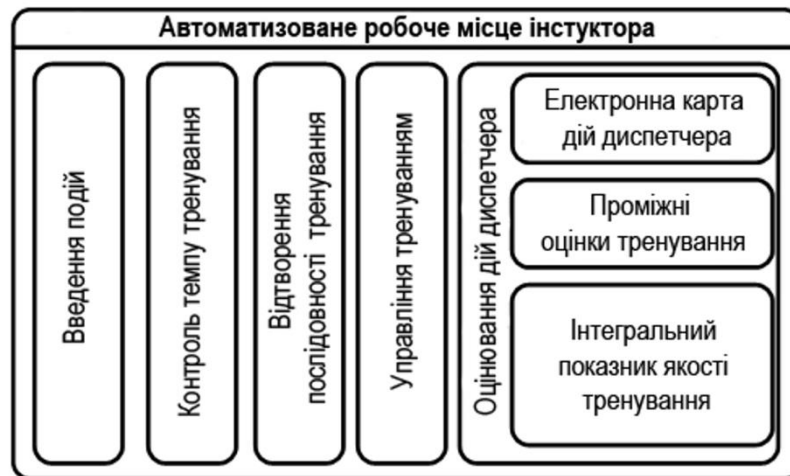 Автоматизоване робоче місце інстуктора
Введення подій
Контроль темпу тренування
Відтворення
послідовності тренування
Управління тренуванням
Оцінювання дій диспетчера
Електронна карта
дій диспетчера
Проміжні
оцінки тренування
Інтегральний
показник якості
тренування